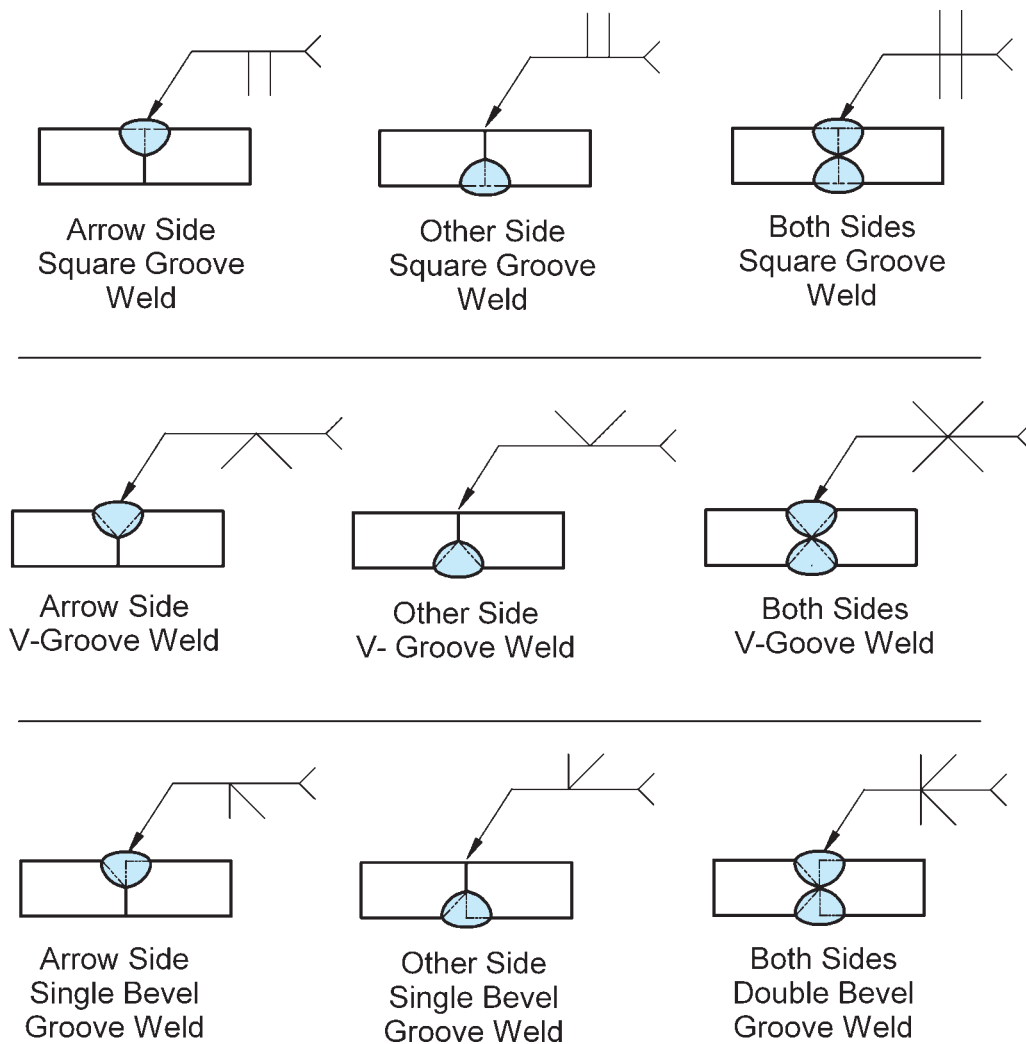 Arrow Side
Square Groove
Weld
Other Side
Square Groove
Weld
Both Sides
Square Groove
Weld
Arrow Side
V-Groove Weld
Other Side
V- Groove Weld
Both Sides
V-Goove Weld
Arrow Side
Single Bevel
Groove Weld
Other Side
Single Bevel
Groove Weld
Both Sides
Double Bevel
Groove Weld